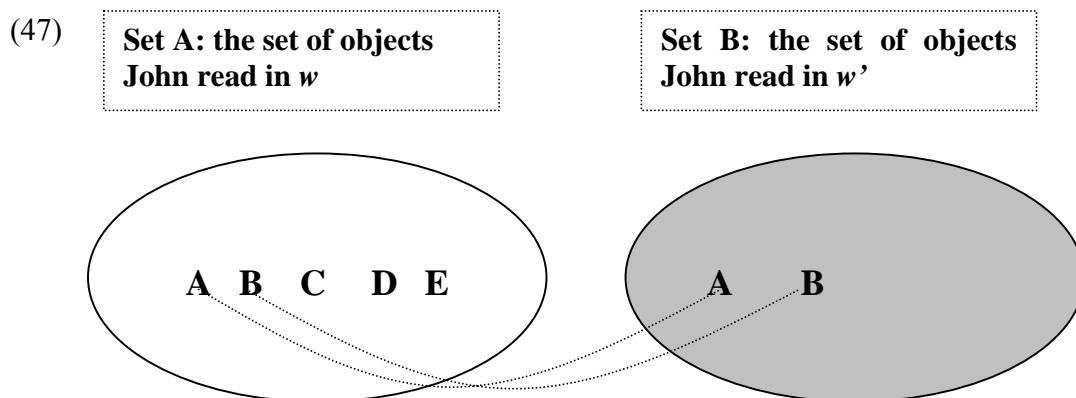 (47)
Set A: the set of objects
John read in w
Set B: the set of objects
John read in w’
A B C D E
A B